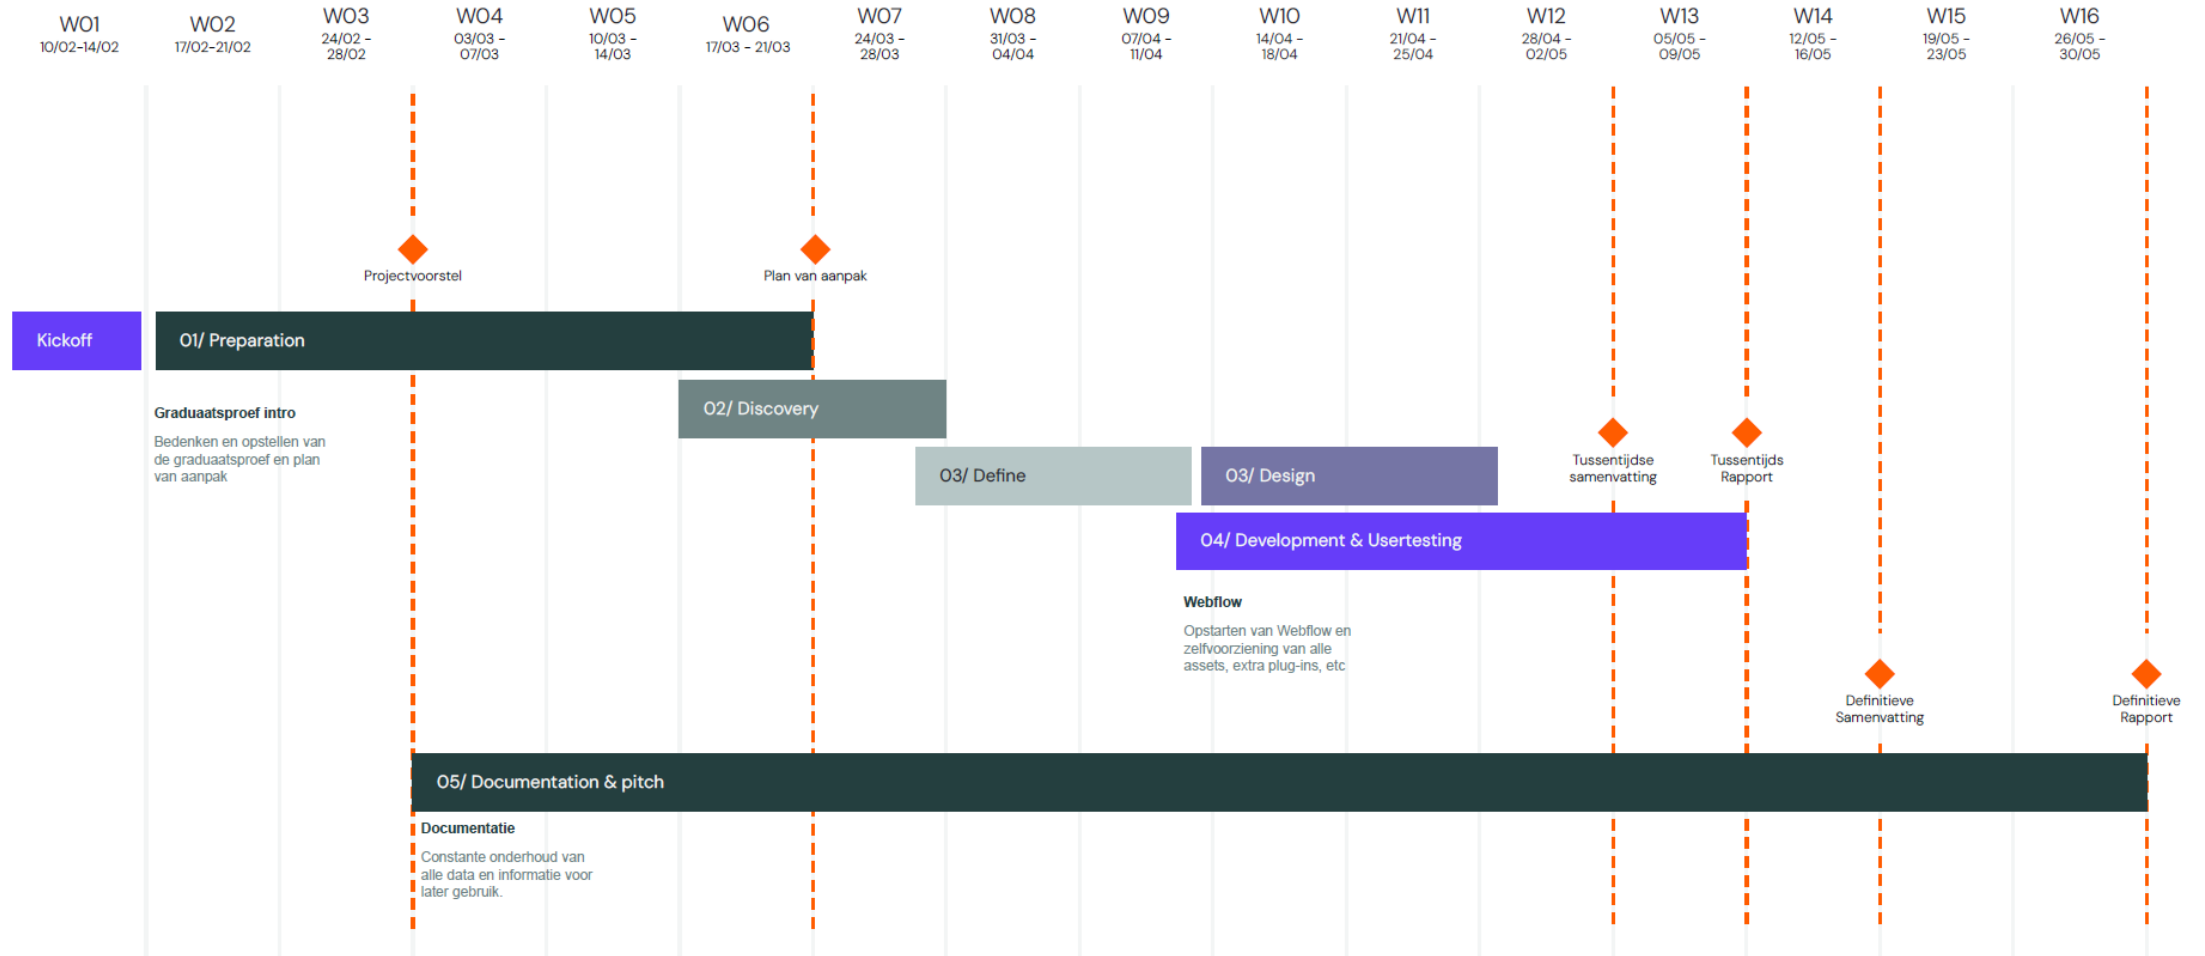 W01
10/02-14/02
W02
17/02-21/02
W03
24/02 -
28/02
W04
03/03 -
07/03
W05
10/03 -
14/03
W06
17/03 - 21/03
W07
24/03 -
28/03
W08
31/03 -
04/04
W09
07/04 -
11/04
W10
14/04 -
18/04
W11
21/04 -
25/04
W12
28/04 -
02/05
W13
05/05 -
09/05
W14
12/05 -
16/05
W15
19/05 -
23/05
W16
26/05 -
30/05
Projectvoorstel
Plan van aanpak
Kickoff
01/ Preparation
Graduaatsproef intro
Bedenken en opstellen van
de graduaatsproef en plan
van aanpak
02/ Discovery
03/ Define
03/ Design
Tussentijdse
samenvatting
Tussentijds
Rapport
04/ Development & Usertesting
Webflow
Opstarten van Webflow en
zelfvoorziening van alle
assets, extra plug-ins, etc
Definitieve
Samenvatting
Definitieve
Rapport
05/ Documentation & pitch
Documentatie
Constante onderhoud van
alle data en informatie voor
later gebruik.